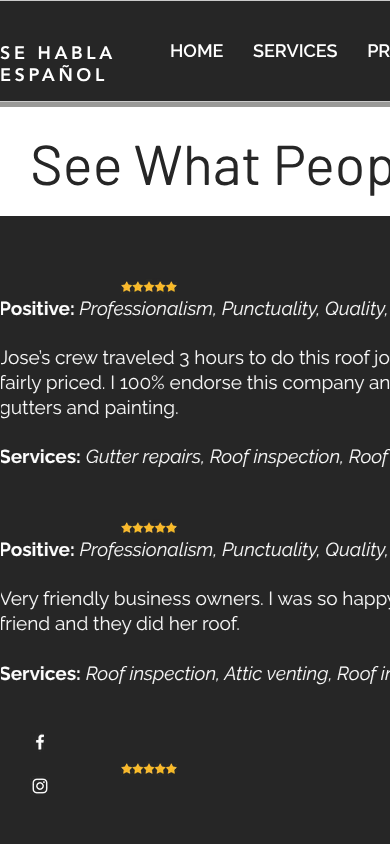 SE HABLA
ESPAÑOL
HOME SERVICES PR
See What Peop
Positive: Professionalism, Punctuality, Quality,
Jose's crew traveled 3 hours to do this roof jo
fairly priced. I 100% endorse this company an
gutters and painting.
Services: Gutter repairs, Roof inspection, Roof
Positive: Professionalism, Punctuality, Quality,
Very friendly business owners. I was so happy
friend and they did her roof.
Services: Roof inspection, Attic venting, Roof in